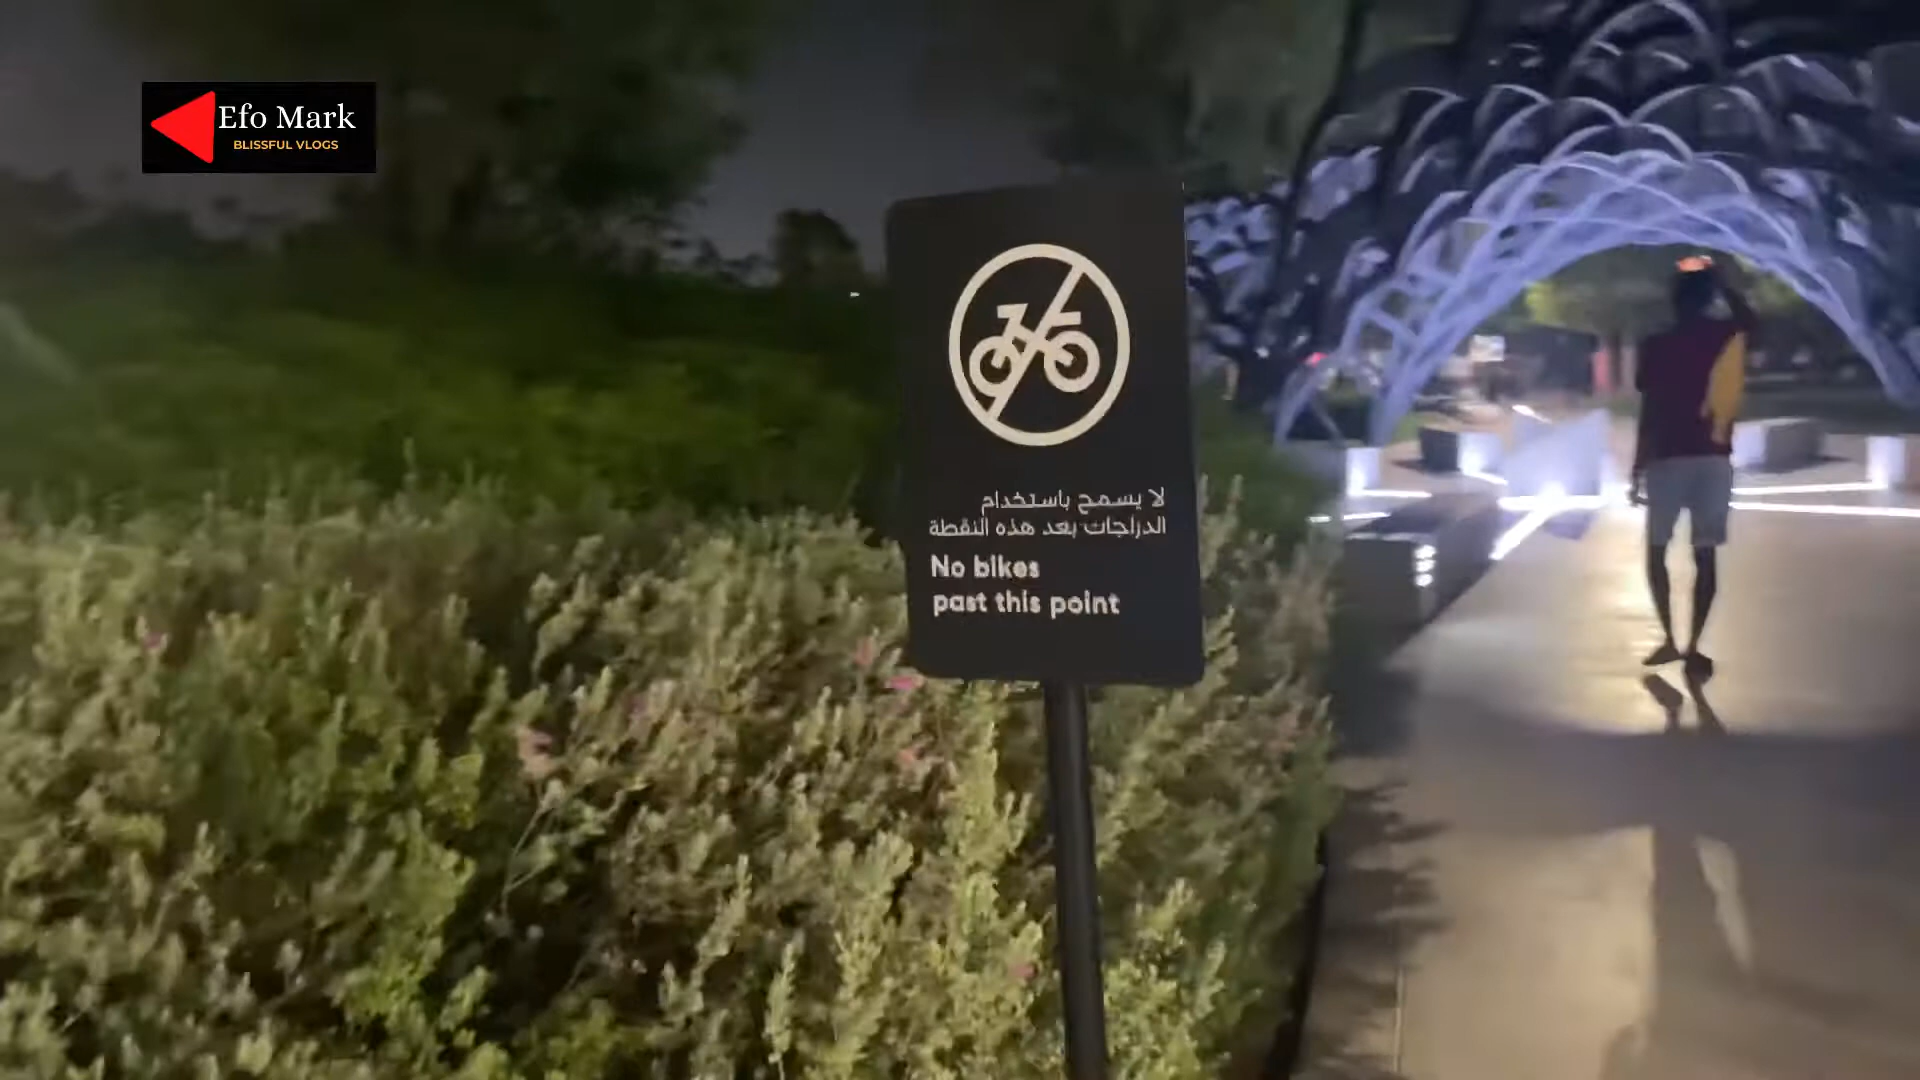 Efo Mark
BLISSFUL VLOGS
لا يسمح باستخدام
الدراجات بعد هذه النقطة
No bikes
past this point